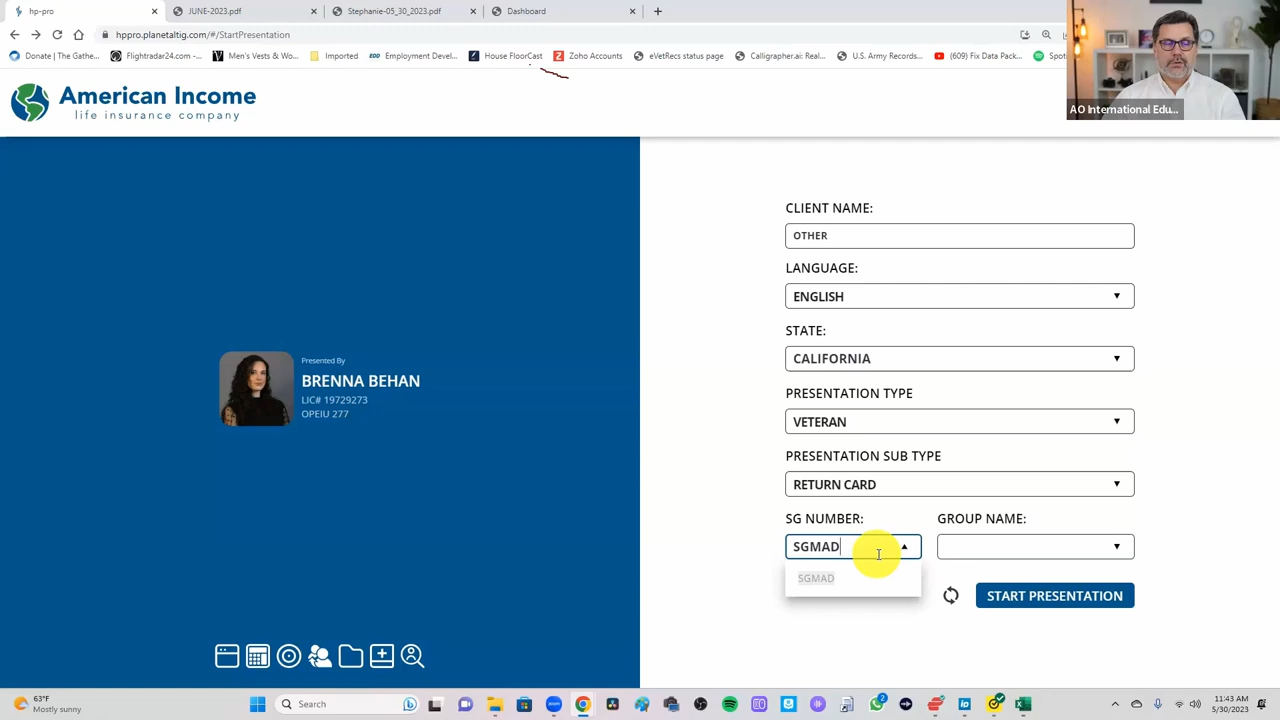 hp-pro
JUNE-2023.pdf
Stephanie-05_30_2023.pdf
Dashboard
hppro.planetaltig.com/#/StartPresentation
Donate | The Gathe...
Flightradar24.com -...
Men's Vests & Wo...
Imported
EDD Employment Devel...
House FloorCast
Zoho Accounts
eVetRecs status page
Calligrapher.ai: Real...
U.S. Army Records...
(609) Fix Data Pack...
Spot
American Income
life insurance company
AO International Edu...
CLIENT NAME:
OTHER
LANGUAGE:
ENGLISH
STATE:
CALIFORNIA
PRESENTATION TYPE
VETERAN
PRESENTATION SUB TYPE
RETURN CARD
SG NUMBER:
GROUP NAME:
SGMAD
SGMAD
START PRESENTATION
Presented By
BRENNA BEHAN
LIC# 19729273
OPEIU 277
63°F
Mostly sunny
Search
zoom
2
11:43 AM
5/30/2023